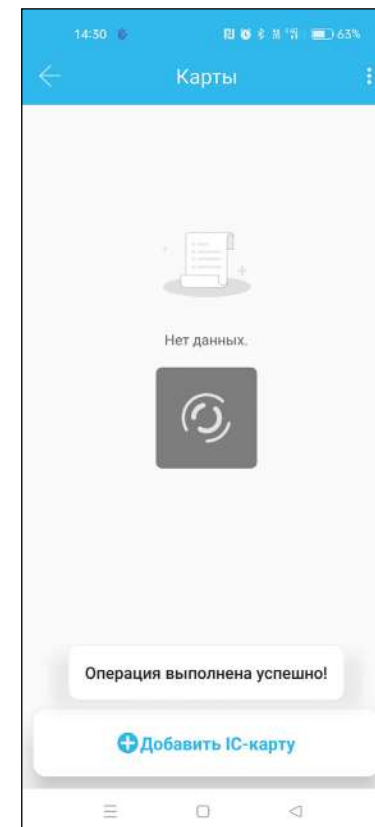 14:30 63%
Карты
Нет данных.
Операция выполнена успешно!
Добавить IC-карту